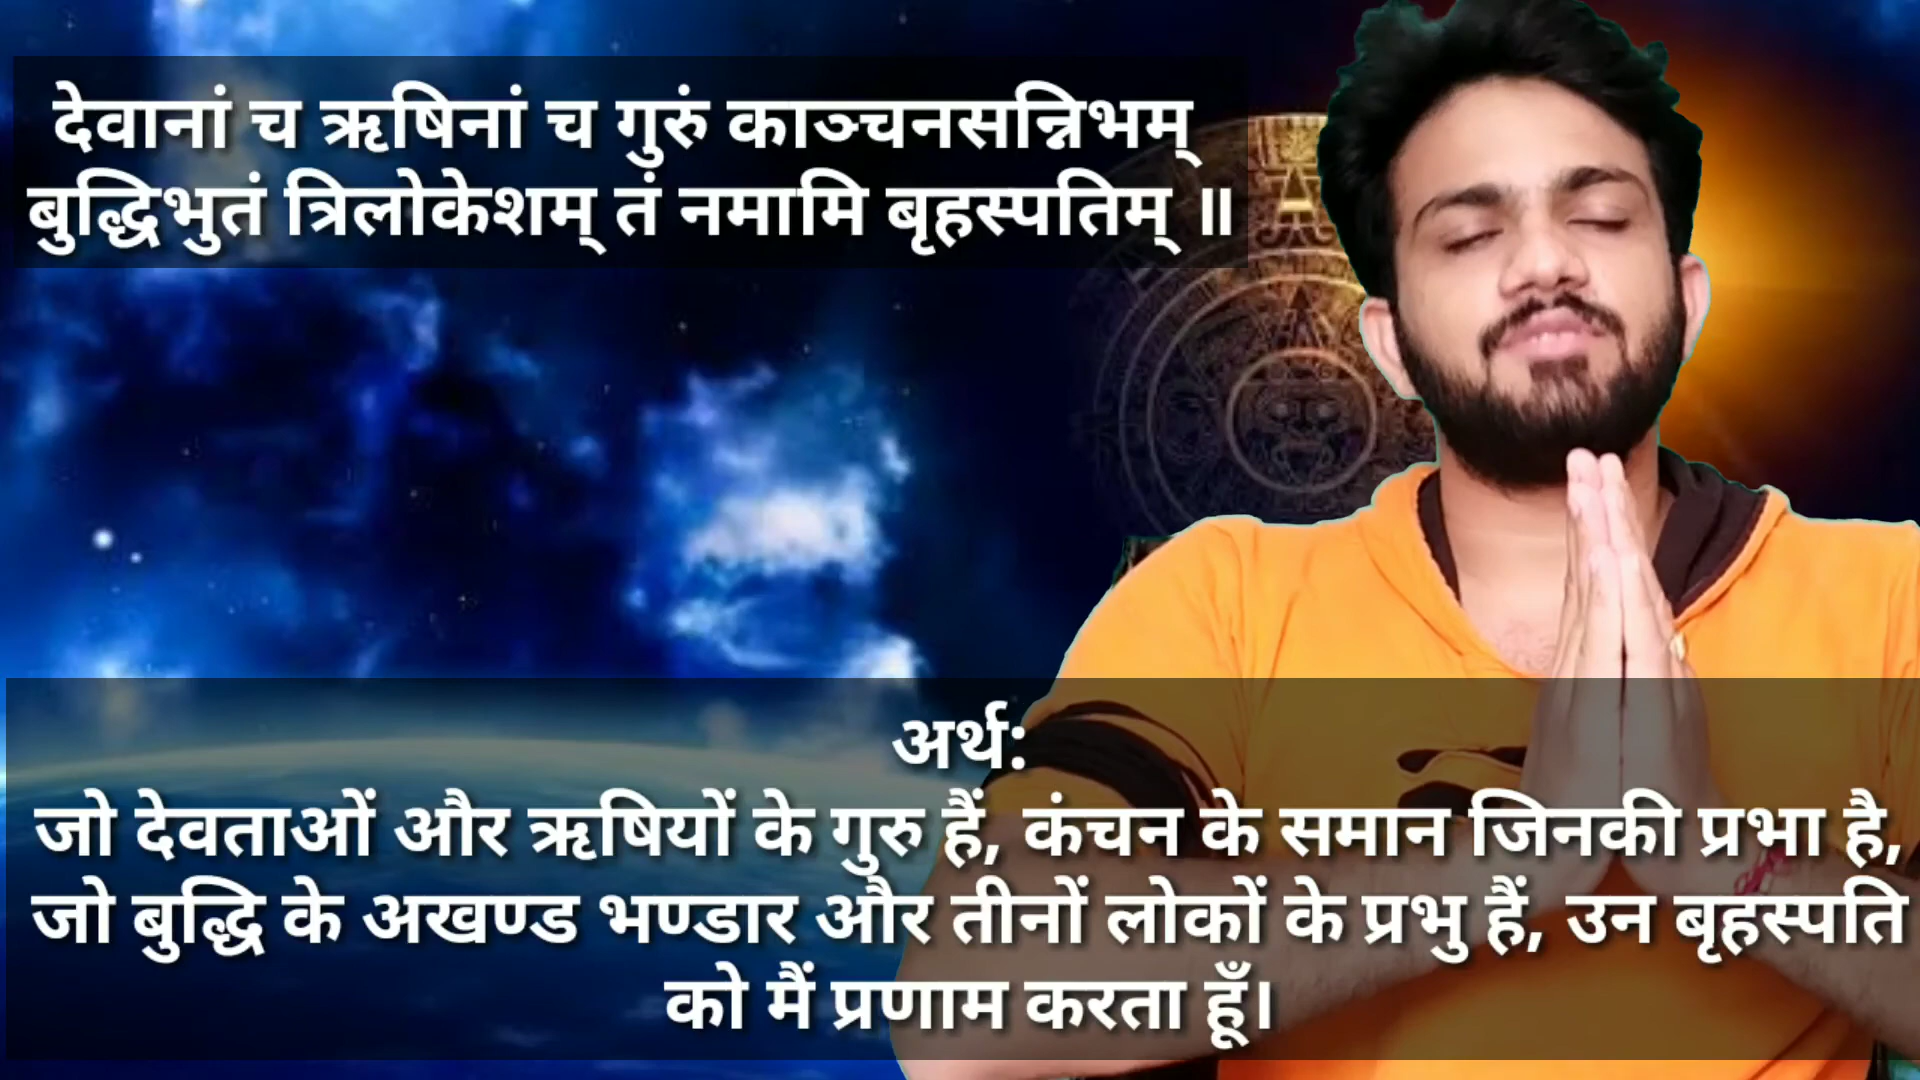 देवानां च ऋषिनां च गुरुं काञ्चनसन्निभम्
बुद्धिभुतं त्रिलोकेशम् तं नमामि बृहस्पतिम् ॥
अर्थ:
जो देवताओं और ऋषियों के गुरु हैं, कंचन के समान जिनकी प्रभा है,
जो बुद्धि के अखण्ड भण्डार और तीनों लोकों के प्रभु हैं, उन बृहस्पति
को मैं प्रणाम करता हूँ।